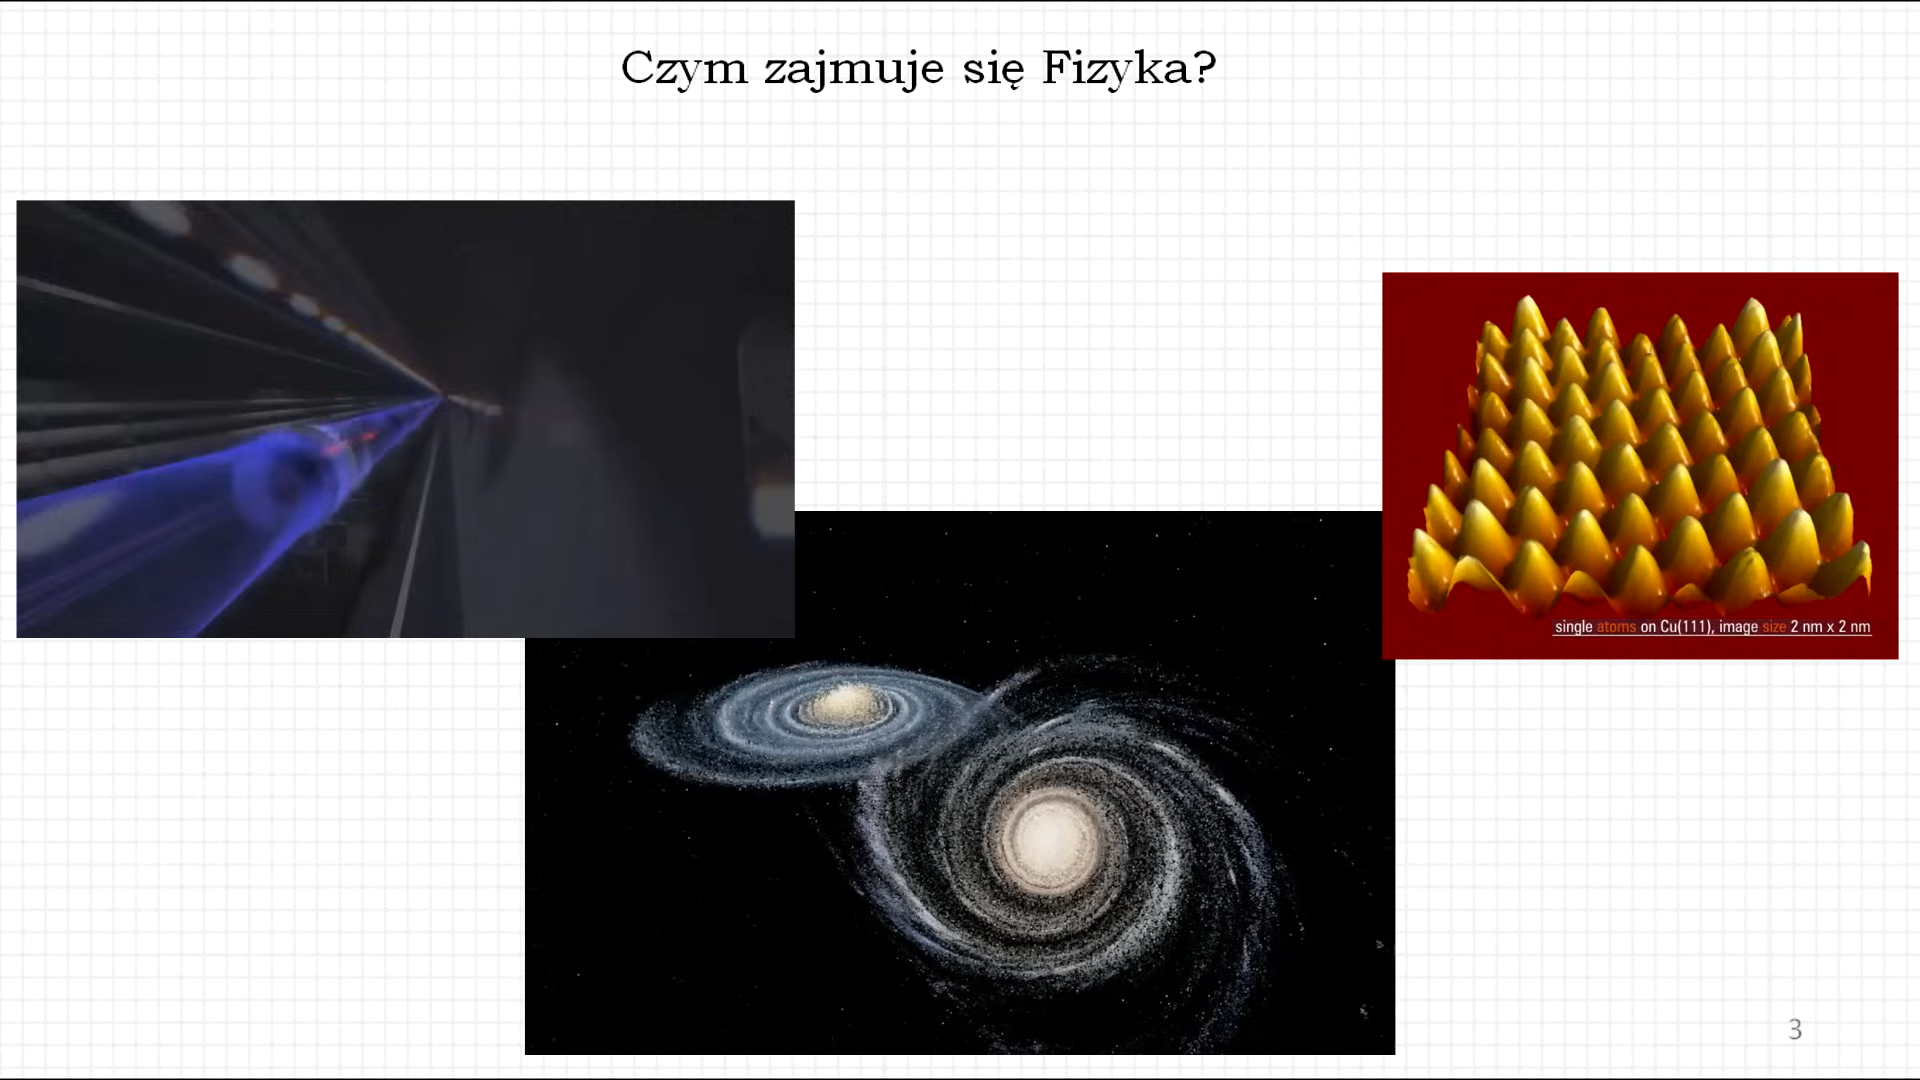 Czym zajmuje się Fizyka?
single atoms on Cu(111), image size 2 nm x 2 nm
3